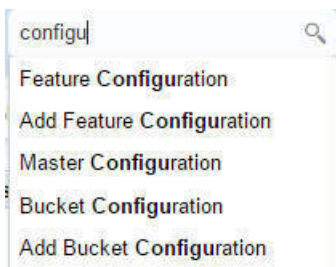 configu
Feature Configuration
Add Feature Configuration
Master Configuration
Bucket Configuration
Add Bucket Configuration